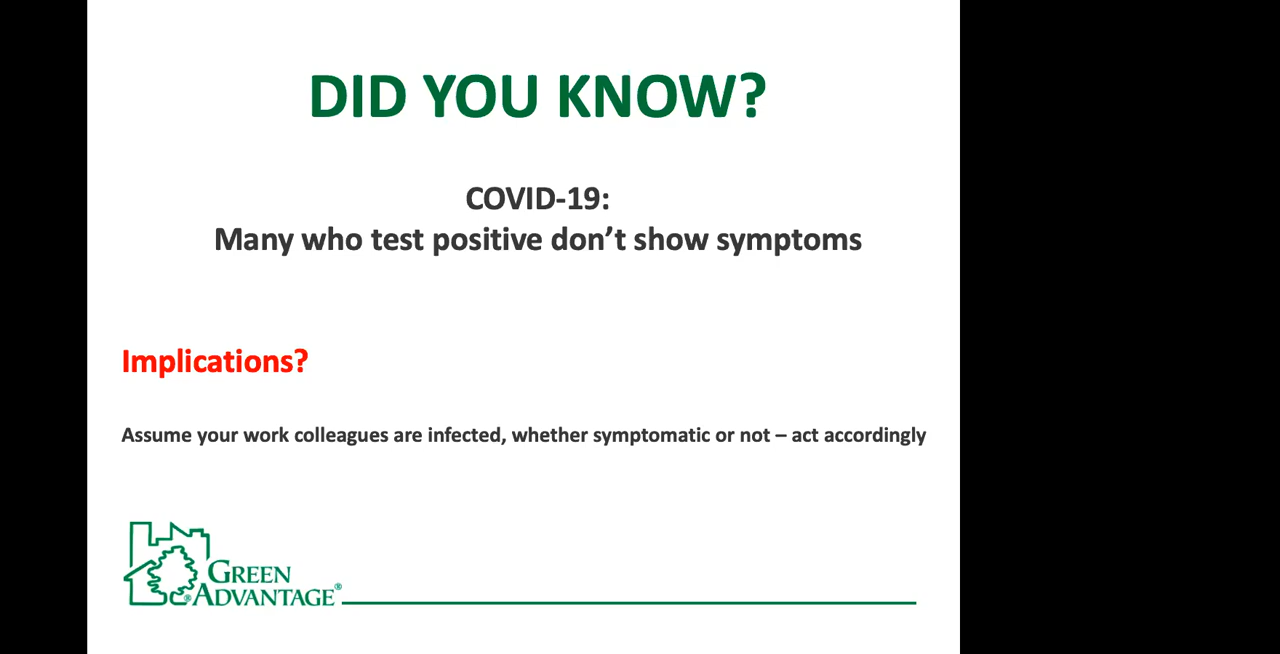 DID YOU KNOW?
COVID-19:
Many who test positive don’t show symptoms
Implications?
Assume your work colleagues are infected, whether symptomatic or not – act accordingly
GREEN
ADVANTAGE®